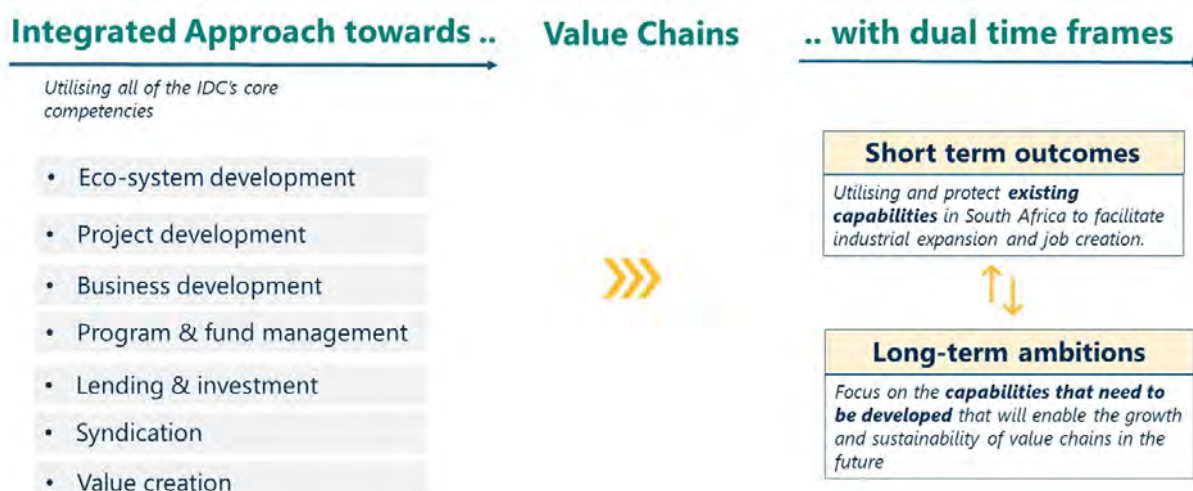 Integrated Approach towards ..
Value Chains
.. with dual time frames
Utilising all of the IDC's core
competencies
• Eco-system development
• Project development
• Business development
• Program & fund management
• Lending & investment
• Syndication
• Value creation
Short term outcomes
Utilising and protect existing
capabilities in South Africa to facilitate
industrial expansion and job creation.
Long-term ambitions
Focus on the capabilities that need to
be developed that will enable the growth
and sustainability of value chains in the
future